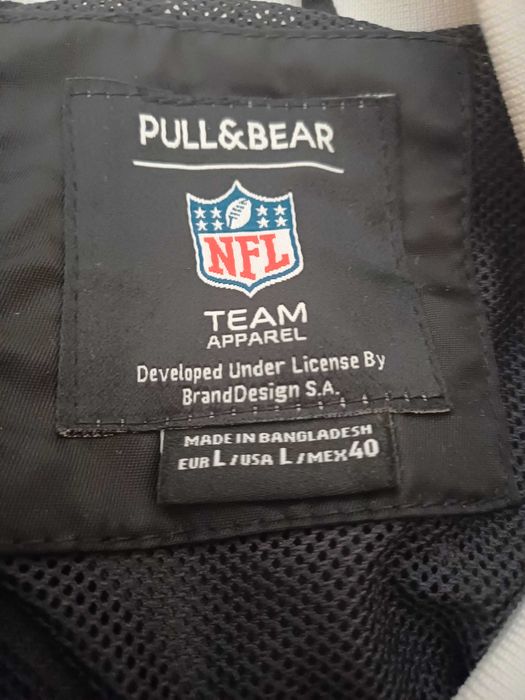 PULL&BEAR
NFL
TEAM
APPAREL
Developed Under License By
BrandDesign S.A.
MADE IN BANGLADESH
EUR L / USA L / MEX 40